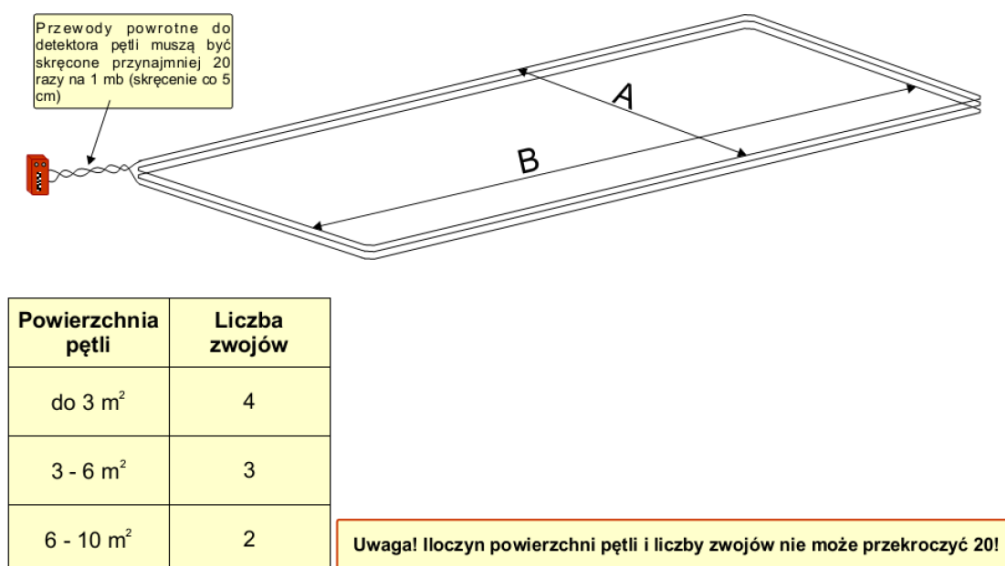 Przewody powrotne do
detektora pętli muszą być
skręcone przynajmniej 20
razy na 1 mb (skręcenie co 5
cm)
A
B
Powierzchnia pętli
Liczba zwojów
do 3 m²
4
3 - 6 m²
3
6 - 10 m²
2
Uwaga! Iloczyn powierzchni pętli i liczby zwojów nie może przekroczyć 20!